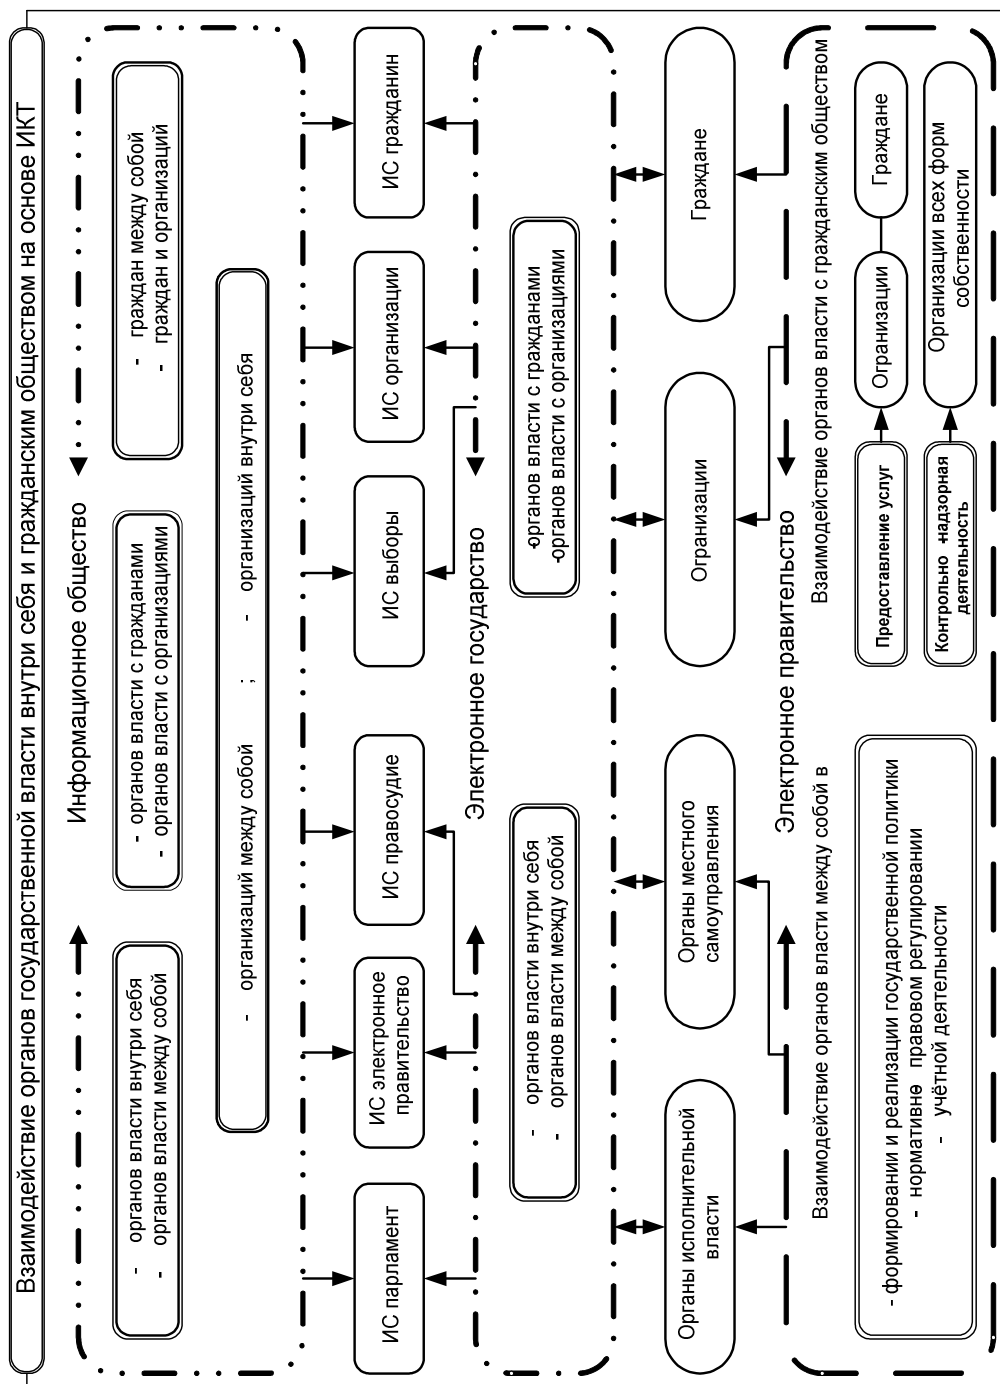 Взаимодействие органов государственной власти внутри себя и гражданским обществом на основе ИКТ
Информационное общество
- органов власти внутри себя
- органов власти между собой
- органов власти с гражданами
- органов власти с организациями
- граждан между собой
- граждан и организаций
- организаций между собой ; - организаций внутри себя
ИС парламент
ИС электронное
правительство
ИС правосудие
ИС выборы
ИС организации
ИС гражданин
Электронное государство
- органов власти внутри себя
- органов власти между собой
-органов власти с гражданами
-органов власти с организациями
Органы исполнительной
власти
Органы местного
самоуправления
Огранизации
Граждане
Электронное правительство
Взаимодействие органов власти между собой в
Взаимодействие органов власти с гражданским обществом
- формировании и реализации государственной политики
- нормативно правовом регулировании
- учётной деятельности
Предоставление услуг
Огранизации
Граждане
Контрольно -надзорная
деятельность
Организации всех форм
собственности